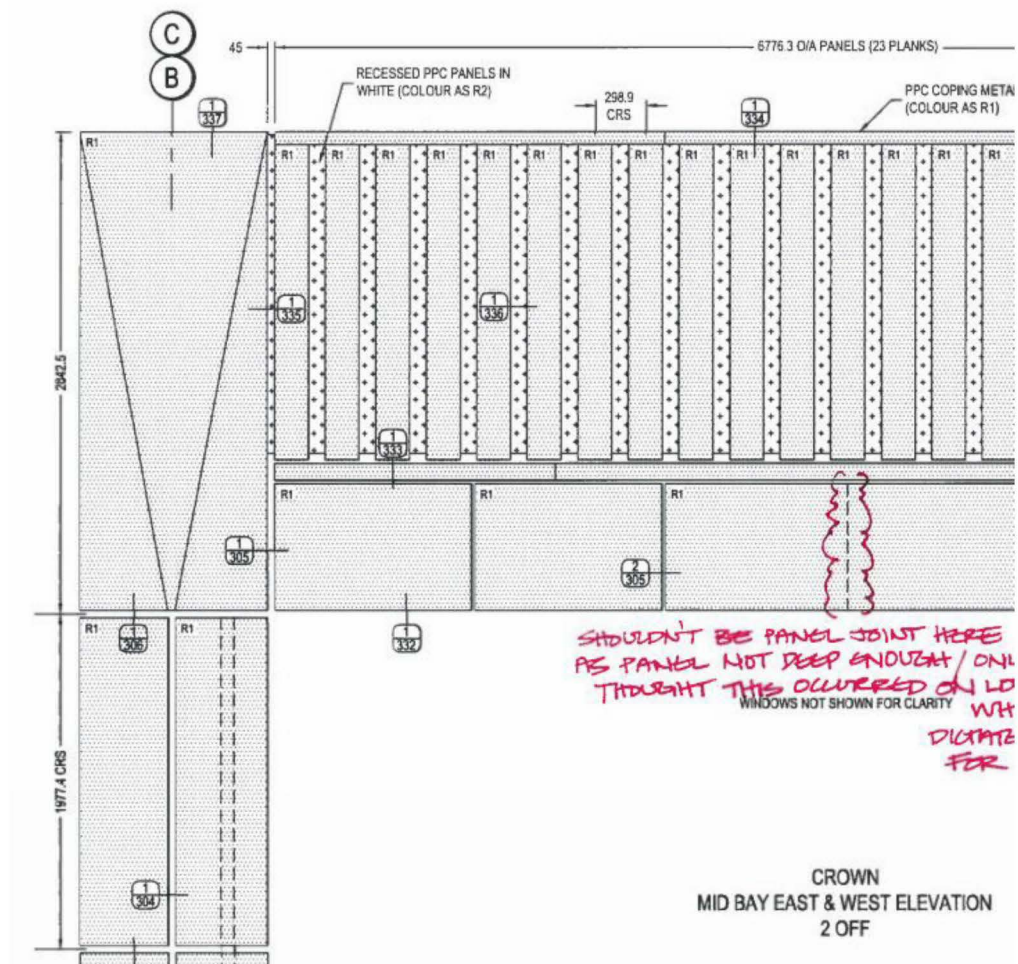 C
B
45
6776.3 O/A PANELS (23 PLANKS)
RECESSED PPC PANELS IN
WHITE (COLOUR AS R2)
298.9
CRS
PPC COPING META
(COLOUR AS R1)
1
337
1
334
R1
R1 R1 R1 R1 R1 R1 R1 R1 R1 R1 R1 R1 R1 R1 R1
1
335
1
336
2842.5
1
333
R1
R1
R1
1
305
2
305
1
306
1
332
R1
R1
SHOULDN'T BE PANEL JOINT HERE
AS PANEL NOT DEEP ENOUGH / ONL
THOUGHT THIS OCCURRED ON LO
WINDOWS NOT SHOWN FOR CLARITY
WH
DICTATE
FOR
1977.4 CRS
1
304
CROWN
MID BAY EAST & WEST ELEVATION
2 OFF